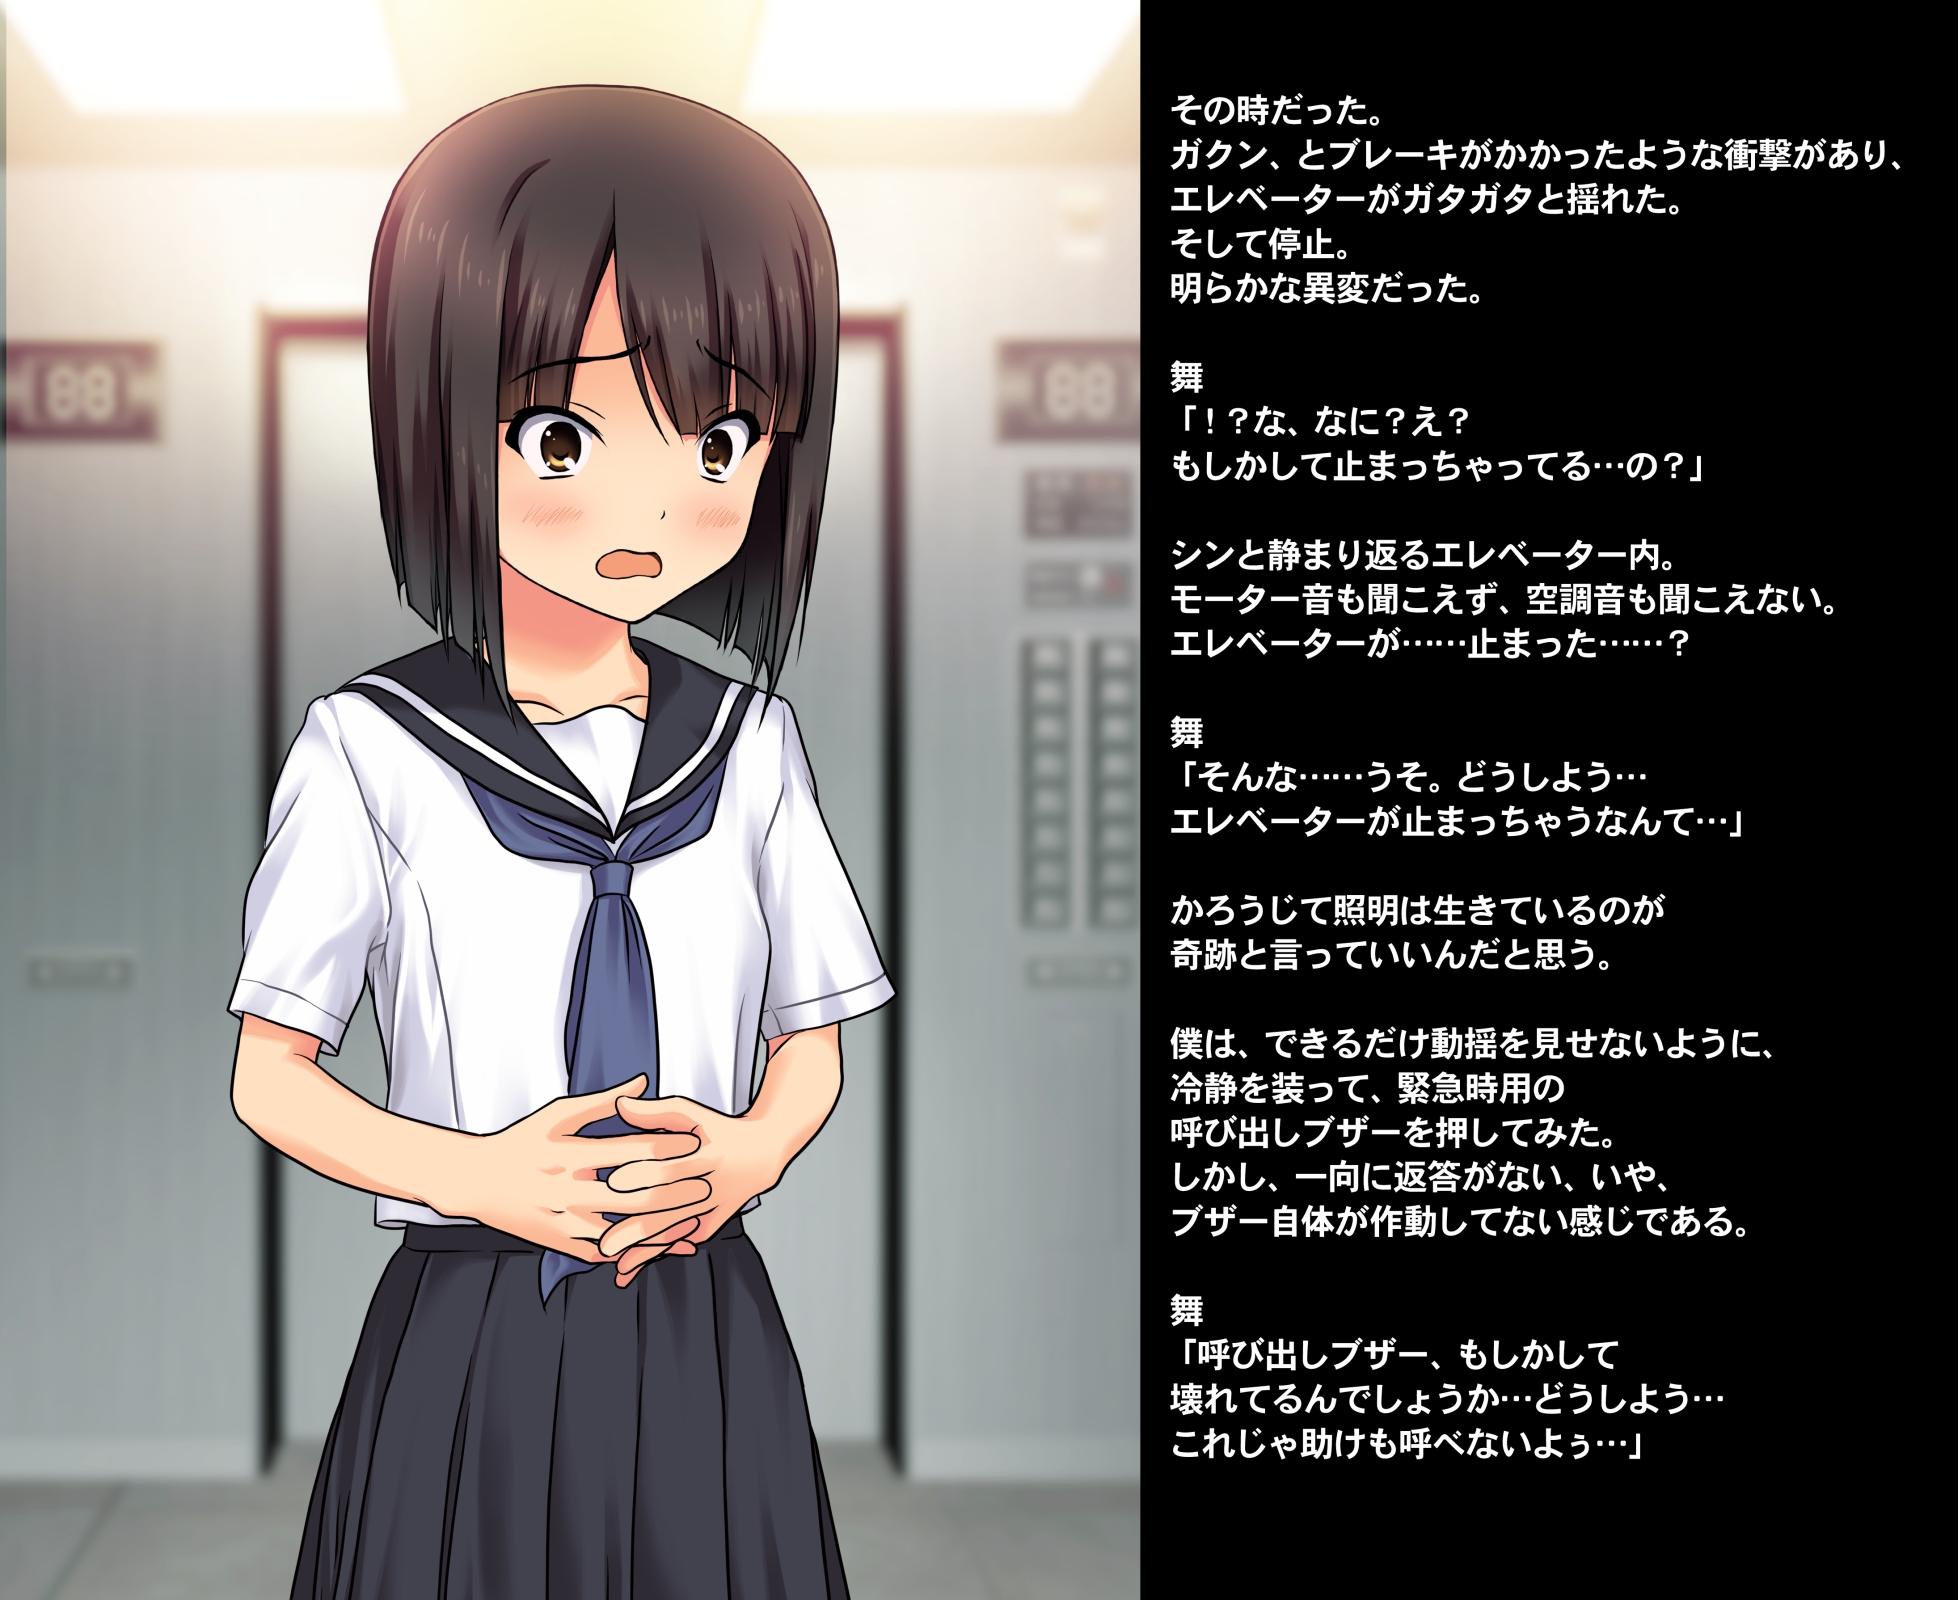 その時だった。
ガクン、とブレーキがかかったような衝撃があり、
エレベーターがガタガタと揺れた。
そして停止。
明らかな異変だった。
舞
「！？な、なに？え？
もしかして止まっちゃってる…の？」
シンと静まり返るエレベーター内。
モーター音も聞こえず、空調音も聞こえない。
エレベーターが……止まった……？
舞
「そんな……うそ。どうしよう…
エレベーターが止まっちゃうなんて…」
かろうじて照明は生きているのが
奇跡と言っていいんだと思う。
僕は、できるだけ動揺を見せないように、
冷静を装って、緊急時用の
呼び出しブザーを押してみた。
しかし、一向に返答がない、いや、
ブザー自体が作動してない感じである。
舞
「呼び出しブザー、もしかして
壊れてるんでしょうか…どうしよう…
これじゃ助けも呼べないよぅ…」
88
88